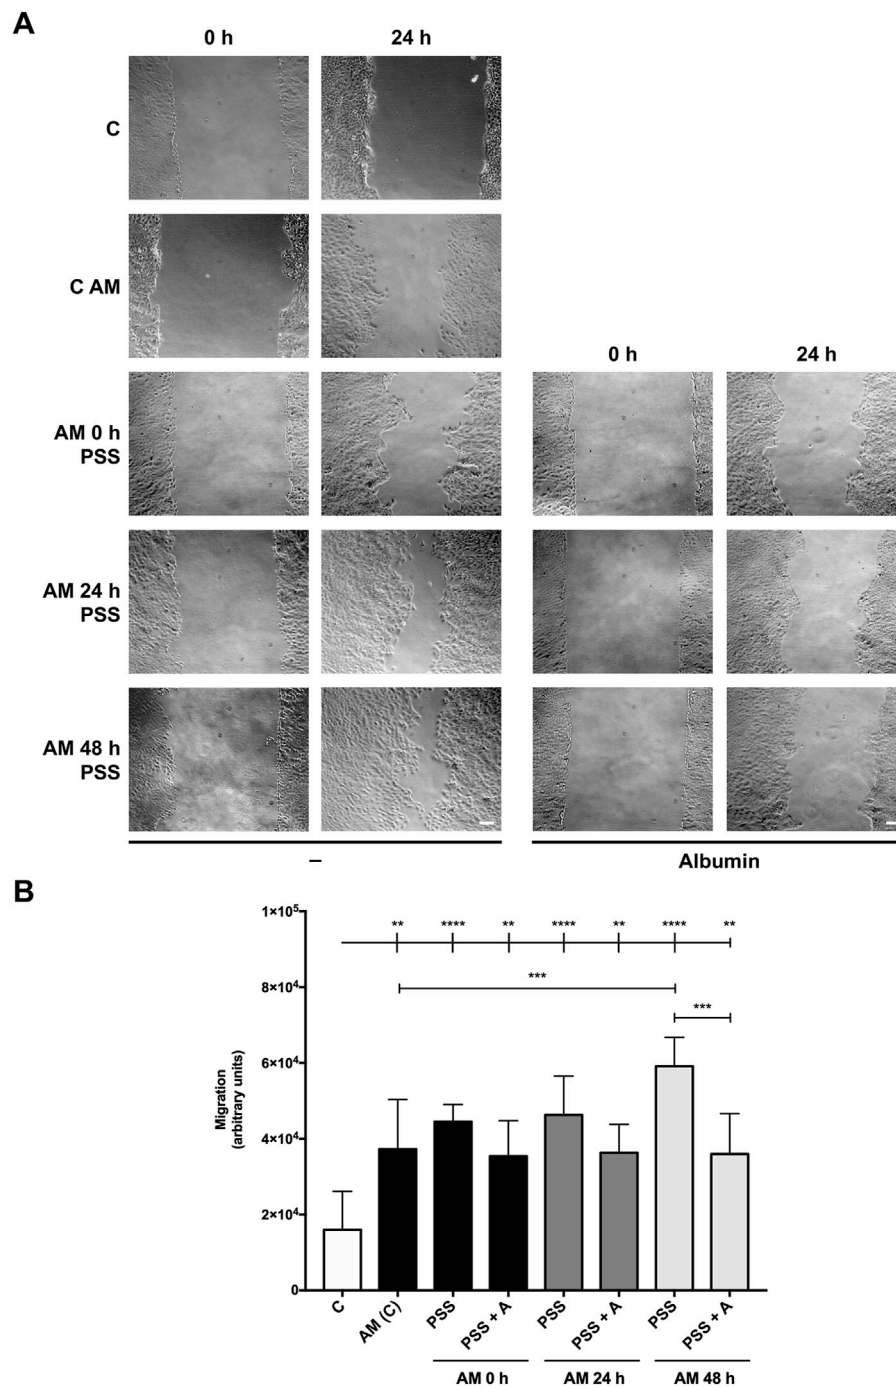 A
0 h 24 h
C
C AM
0 h 24 h
AM 0 h
PSS
AM 24 h
PSS
AM 48 h
PSS
– Albumin
B
1×10⁵
** **** ** **** ** **** **
8×10⁴
***
***
6×10⁴
Migration
(arbitrary units)
4×10⁴
2×10⁴
0
C AM (C) PSS PSS + A PSS PSS + A PSS PSS + A
AM 0 h AM 24 h AM 48 h